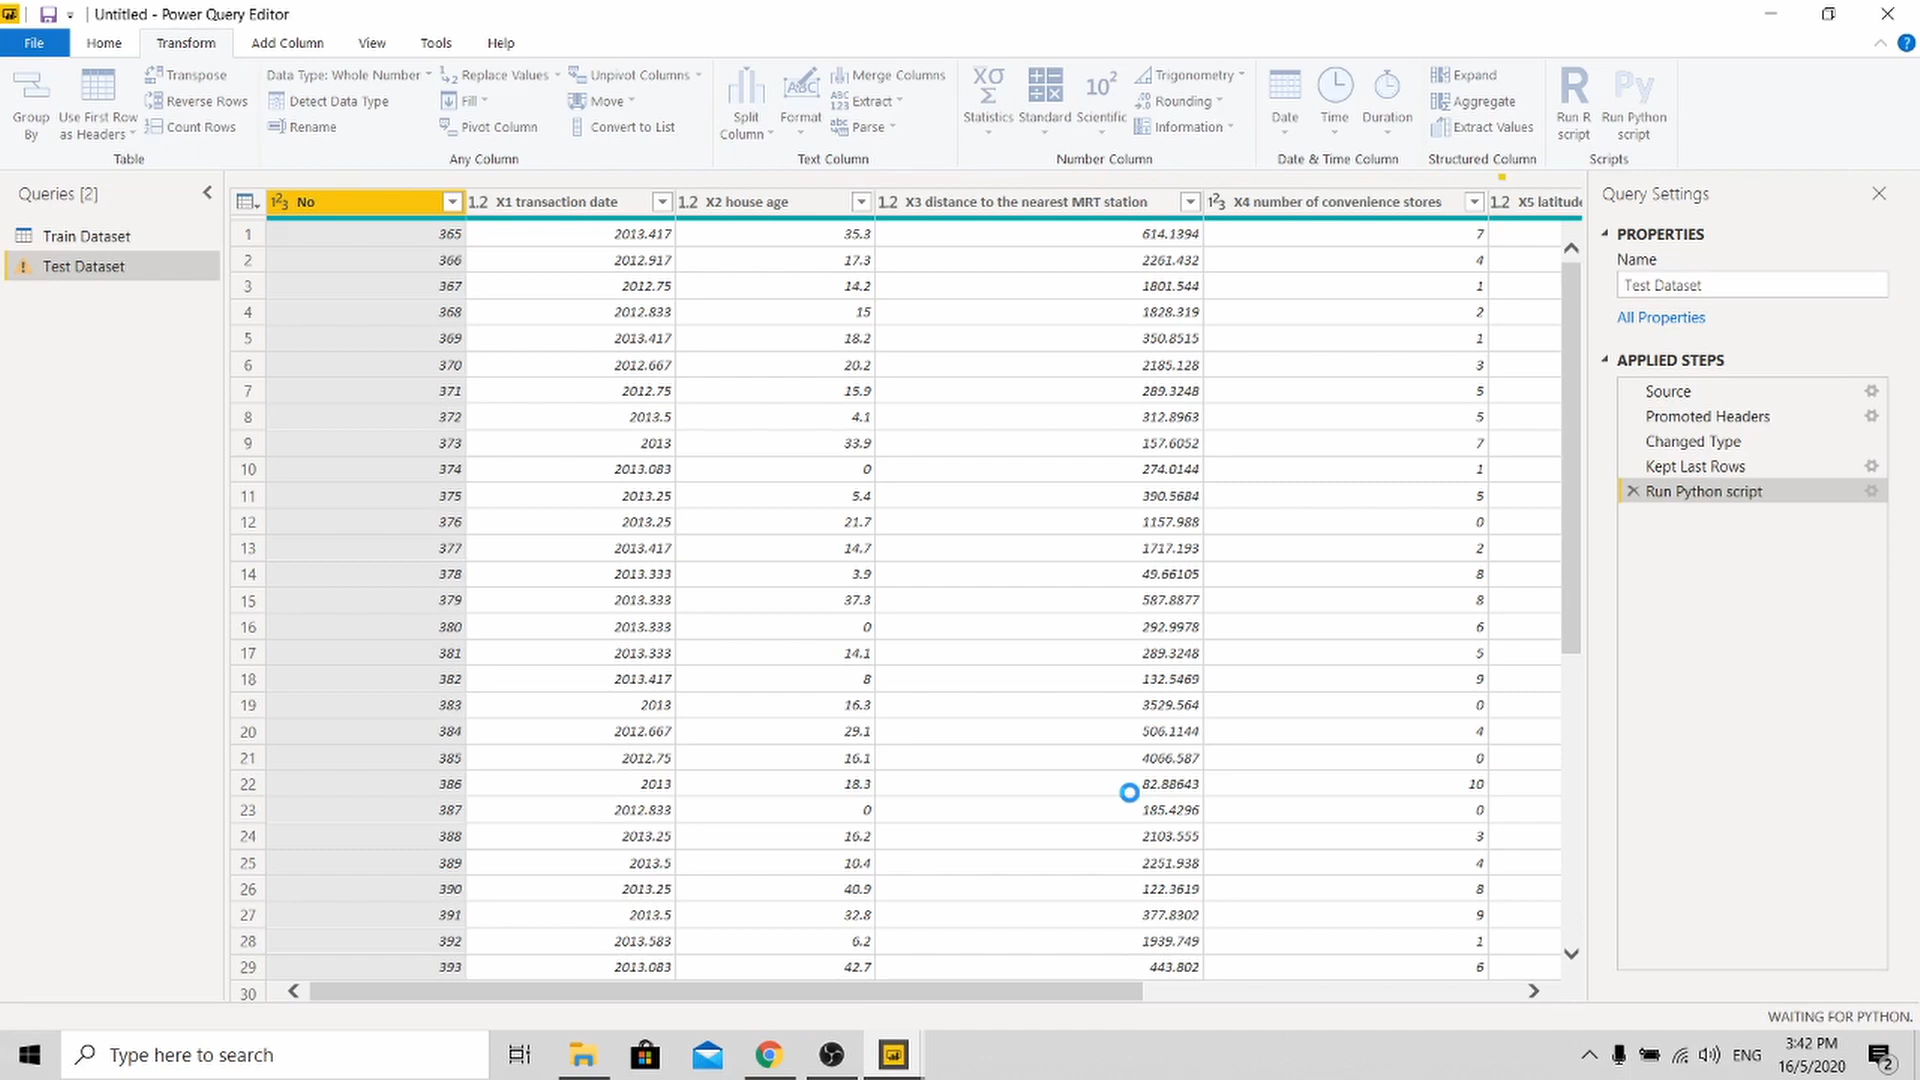 Untitled - Power Query Editor
File Home Transform Add Column View Tools Help
Group By
Use First Row as Headers
Transpose
Reverse Rows
Count Rows
Table
Data Type: Whole Number
Detect Data Type
Rename
Replace Values
Fill
Pivot Column
Unpivot Columns
Move
Convert to List
Any Column
Split Column
Format
Merge Columns
Extract
Parse
Text Column
Statistics
Standard
Scientific
Trigonometry
Rounding
Information
Number Column
Date
Time
Duration
Date & Time Column
Expand
Aggregate
Extract Values
Structured Column
Run R script
Run Python script
Scripts
Queries [2]
Train Dataset
Test Dataset
No X1 transaction date X2 house age X3 distance to the nearest MRT station X4 number of convenience stores X5 latitude
1 365 2013.417 35.3 614.1394 7
2 366 2012.917 17.3 2261.432 4
3 367 2012.75 14.2 1801.544 1
4 368 2012.833 15 1828.319 2
5 369 2013.417 18.2 350.8515 1
6 370 2012.667 20.2 2185.128 3
7 371 2012.75 15.9 289.3248 5
8 372 2013.5 4.1 312.8963 5
9 373 2013 33.9 157.6052 7
10 374 2013.083 0 274.0144 1
11 375 2013.25 5.4 390.5684 5
12 376 2013.25 21.7 1157.988 0
13 377 2013.417 14.7 1717.193 2
14 378 2013.333 3.9 49.66105 8
15 379 2013.333 37.3 587.8877 8
16 380 2013.333 0 292.9978 6
17 381 2013.333 14.1 289.3248 5
18 382 2013.417 8 132.5469 9
19 383 2013 16.3 3529.564 0
20 384 2012.667 29.1 506.1144 4
21 385 2012.75 16.1 4066.587 0
22 386 2013 18.3 82.88643 10
23 387 2012.833 0 185.4296 0
24 388 2013.25 16.2 2103.555 3
25 389 2013.5 10.4 2251.938 4
26 390 2013.25 40.9 122.3619 8
27 391 2013.5 32.8 377.8302 9
28 392 2013.583 6.2 1939.749 1
29 393 2013.083 42.7 443.802 6
30
Query Settings
PROPERTIES
Name
Test Dataset
All Properties
APPLIED STEPS
Source
Promoted Headers
Changed Type
Kept Last Rows
Run Python script
WAITING FOR PYTHON.
Type here to search
ENG
3:42 PM
16/5/2020
2